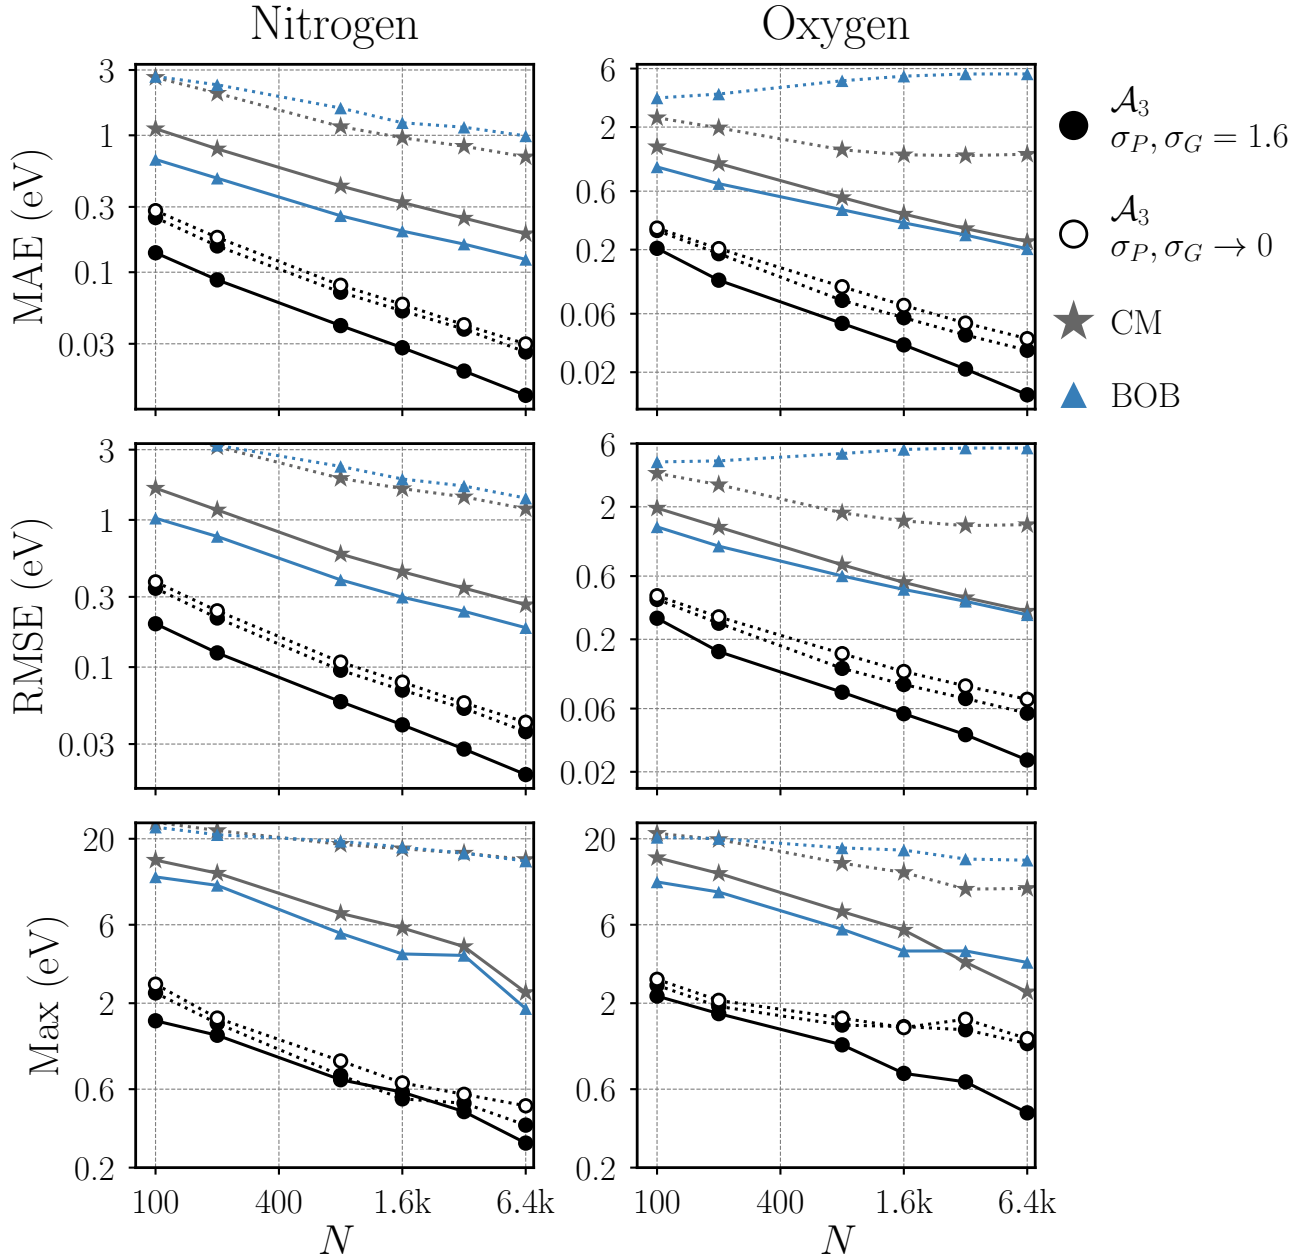 Nitrogen
Oxygen
MAE (eV)
3
1
0.3
0.1
0.03
6
2
0.6
0.2
0.06
0.02
𝒜₃
σ_P, σ_G = 1.6
𝒜₃
σ_P, σ_G → 0
CM
BOB
RMSE (eV)
3
1
0.3
0.1
0.03
6
2
0.6
0.2
0.06
0.02
Max (eV)
20
6
2
0.6
0.2
20
6
2
0.6
0.2
100
400
1.6k
6.4k
100
400
1.6k
6.4k
N
N